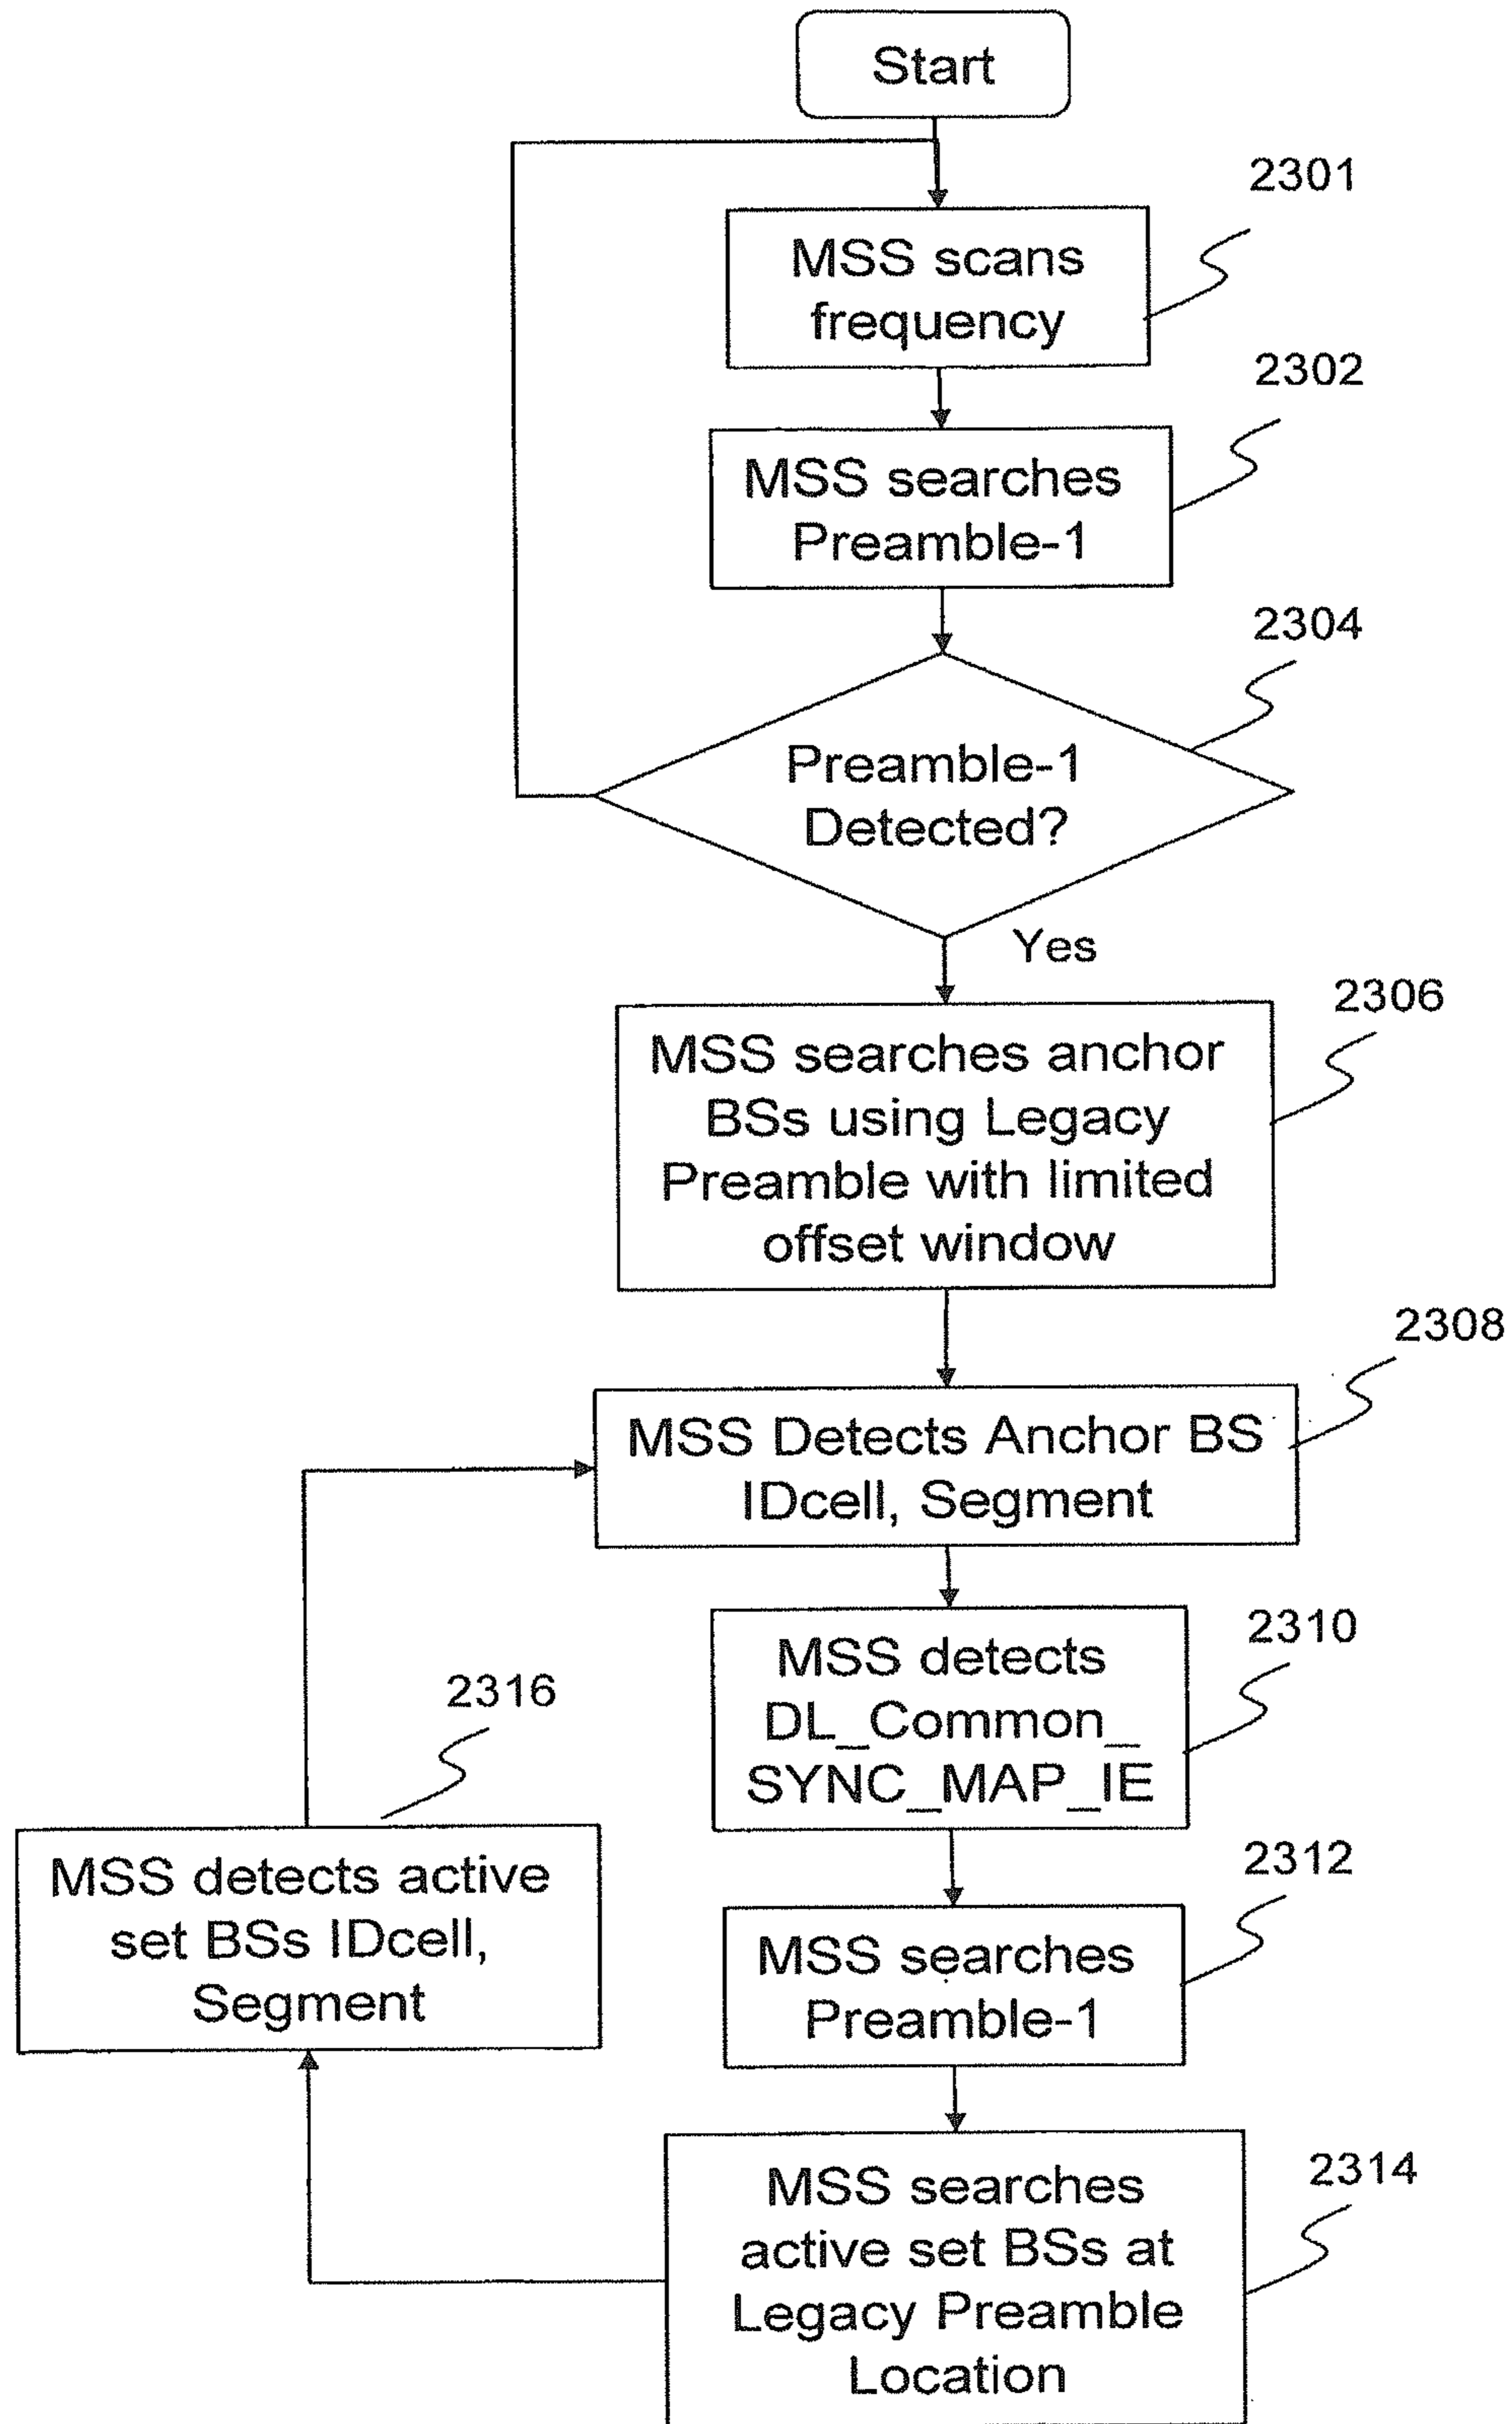 Start
2301
MSS scans
frequency
2302
MSS searches
Preamble-1
2304
Preamble-1
Detected?
Yes
2306
MSS searches anchor
BSs using Legacy
Preamble with limited
offset window
2308
MSS Detects Anchor BS
IDcell, Segment
2310
MSS detects
DL_Common_
SYNC_MAP_IE
2316
MSS detects active
set BSs IDcell,
Segment
2312
MSS searches
Preamble-1
2314
MSS searches
active set BSs at
Legacy Preamble
Location